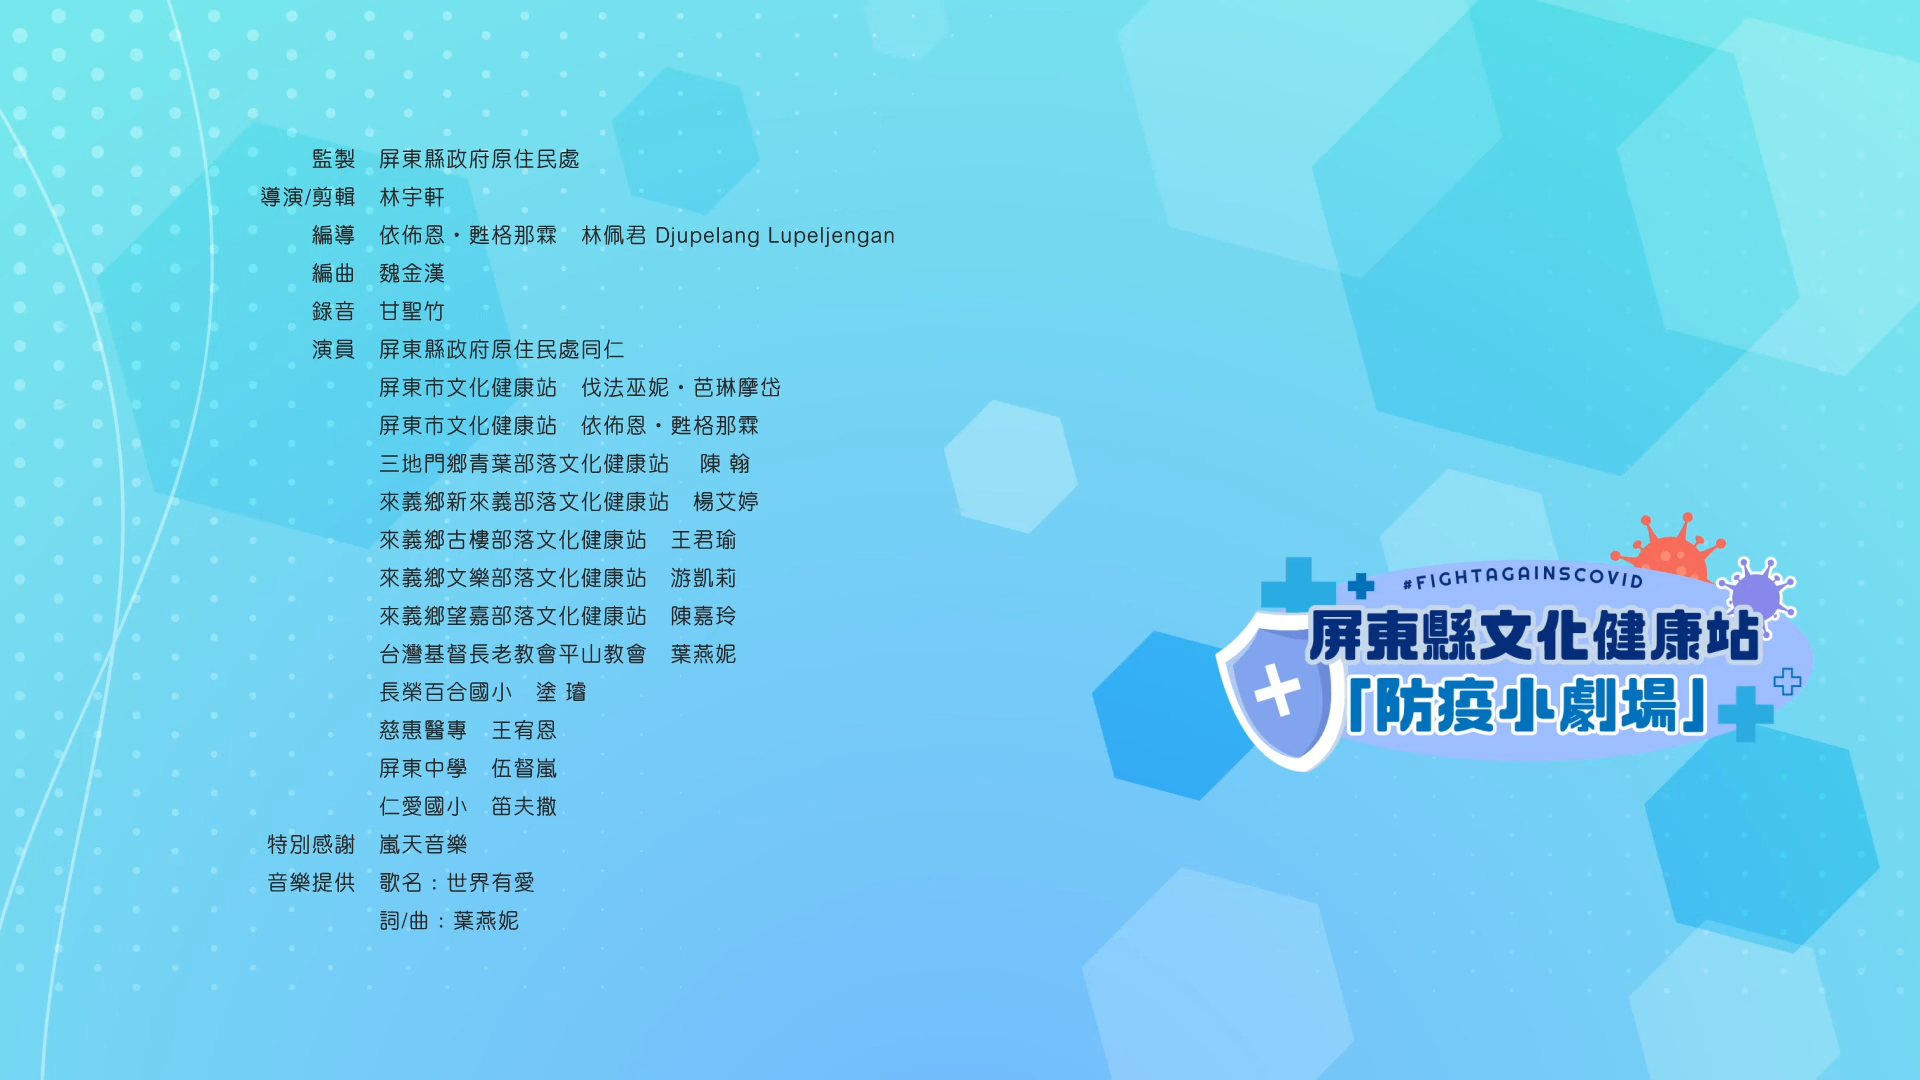 監製　屏東縣政府原住民處
導演/剪輯　林宇軒
編導　依佈恩・甦格那霖　林佩君 Djupelang Lupeljengan
編曲　魏金漢
錄音　甘聖竹
演員　屏東縣政府原住民處同仁
屏東市文化健康站　伐法巫妮・芭琳摩岱
屏東市文化健康站　依佈恩・甦格那霖
三地門鄉青葉部落文化健康站　陳 翰
來義鄉新來義部落文化健康站　楊艾婷
來義鄉古樓部落文化健康站　王君瑜
來義鄉文樂部落文化健康站　游凱莉
來義鄉望嘉部落文化健康站　陳嘉玲
台灣基督長老教會平山教會　葉燕妮
長榮百合國小　塗 璿
慈惠醫專　王宥恩
屏東中學　伍督嵐
仁愛國小　笛夫撒
特別感謝　嵐天音樂
音樂提供　歌名：世界有愛
詞/曲：葉燕妮
#FIGHTAGAINSCOVID
屏東縣文化健康站
「防疫小劇場」